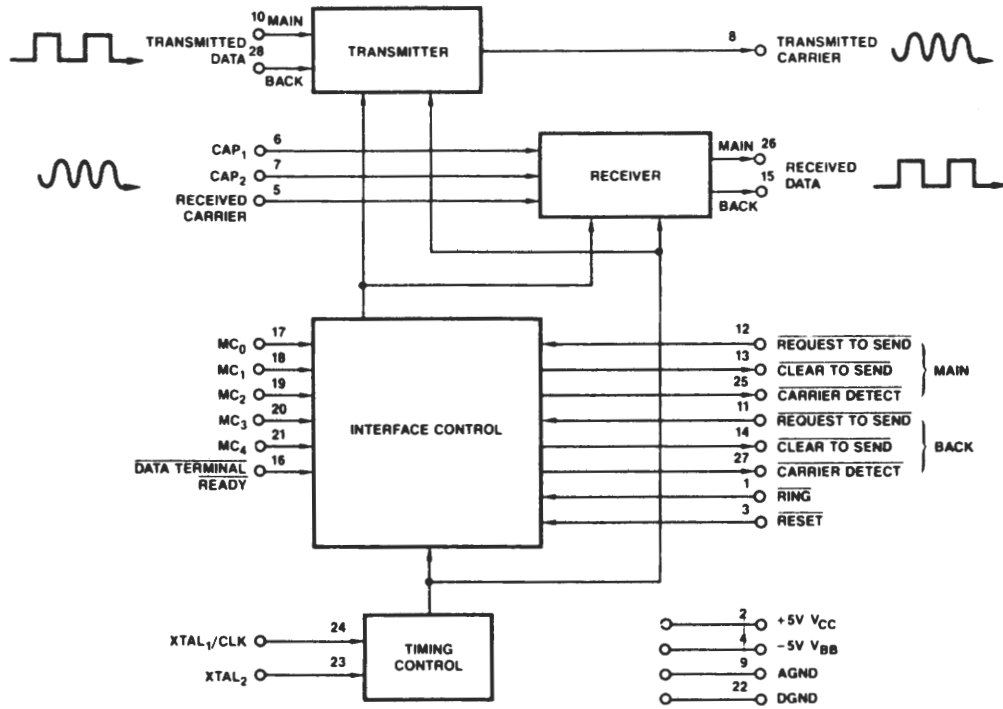 10 MAIN
TRANSMITTED DATA
28
BACK
TRANSMITTER
8
TRANSMITTED CARRIER
CAP1
6
CAP2
7
RECEIVED CARRIER
5
RECEIVER
MAIN 26
15
BACK
RECEIVED DATA
MC0
17
MC1
18
MC2
19
MC3
20
MC4
21
DATA TERMINAL READY
16
INTERFACE CONTROL
12
REQUEST TO SEND
13
CLEAR TO SEND
25
CARRIER DETECT
MAIN
11
REQUEST TO SEND
14
CLEAR TO SEND
27
CARRIER DETECT
BACK
1
RING
3
RESET
XTAL1/CLK
24
XTAL2
23
TIMING CONTROL
2
+5V VCC
4
−5V VBB
9
AGND
22
DGND